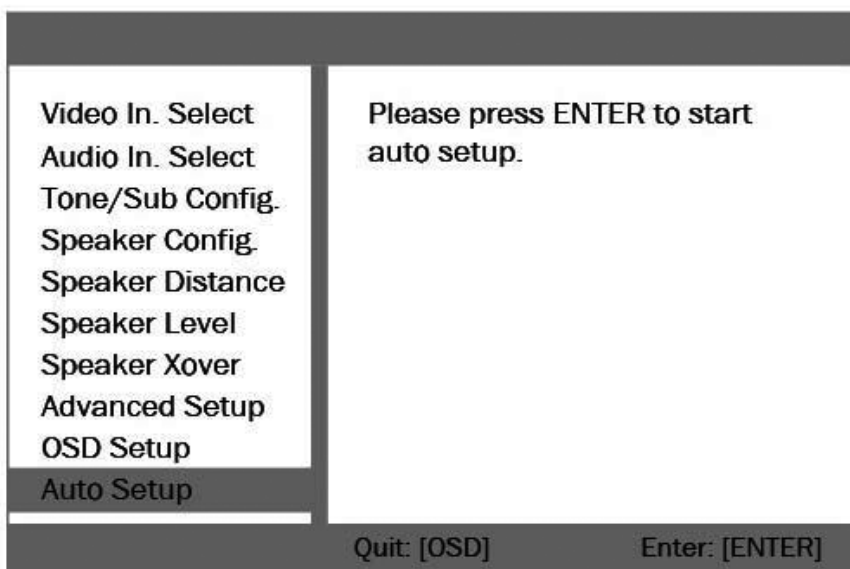 Video In. Select
Audio In. Select
Tone/Sub Config.
Speaker Config.
Speaker Distance
Speaker Level
Speaker Xover
Advanced Setup
OSD Setup
Auto Setup
Please press ENTER to start
auto setup.
Quit: [OSD] Enter: [ENTER]